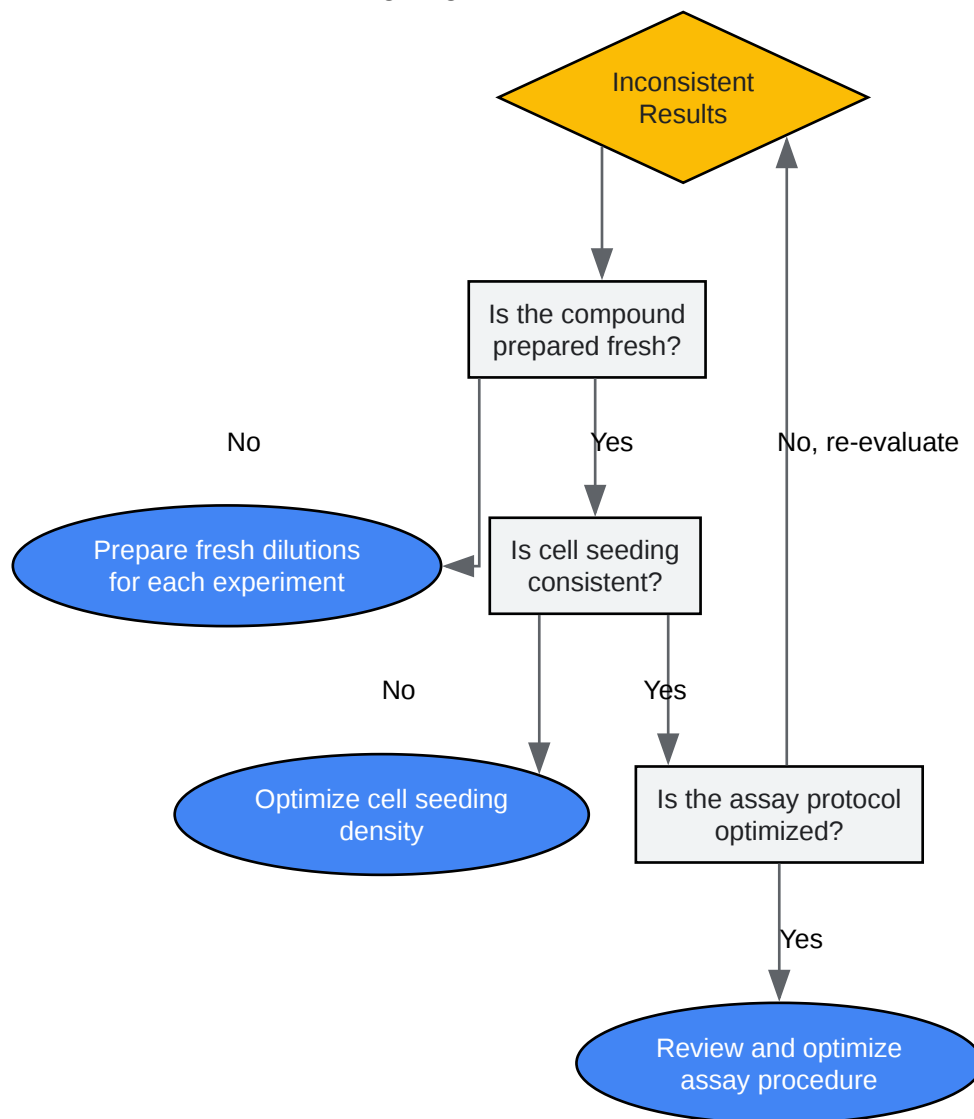 Inconsistent
Results
Is the compound
prepared fresh?
No
Yes
No, re-evaluate
Prepare fresh dilutions
for each experiment
Is cell seeding
consistent?
No
Yes
Optimize cell seeding
density
Is the assay protocol
optimized?
Yes
Review and optimize
assay procedure